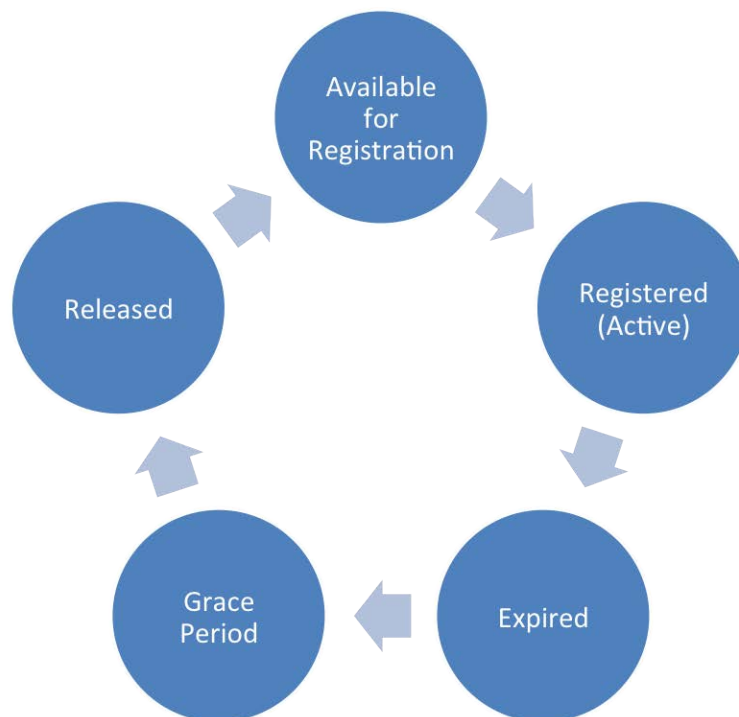 Available
for
Registration
Registered
(Active)
Expired
Grace
Period
Released